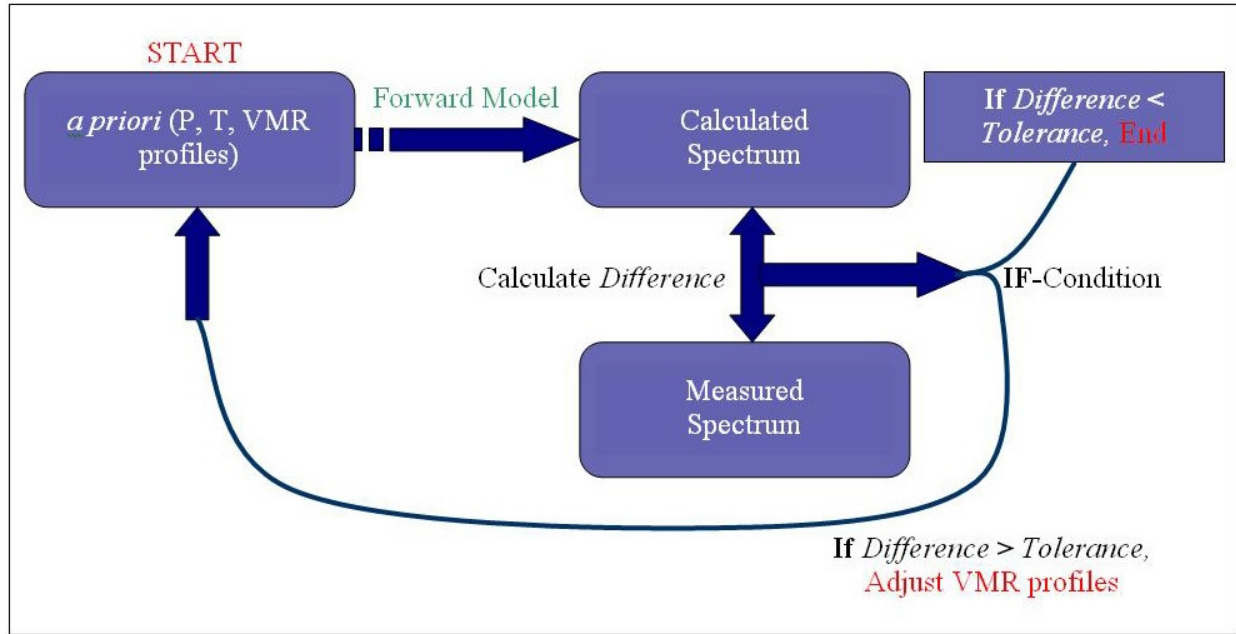 START
a priori (P, T, VMR
profiles)
Forward Model
Calculated
Spectrum
If Difference <
Tolerance, End
Calculate Difference
IF-Condition
Measured
Spectrum
If Difference > Tolerance,
Adjust VMR profiles